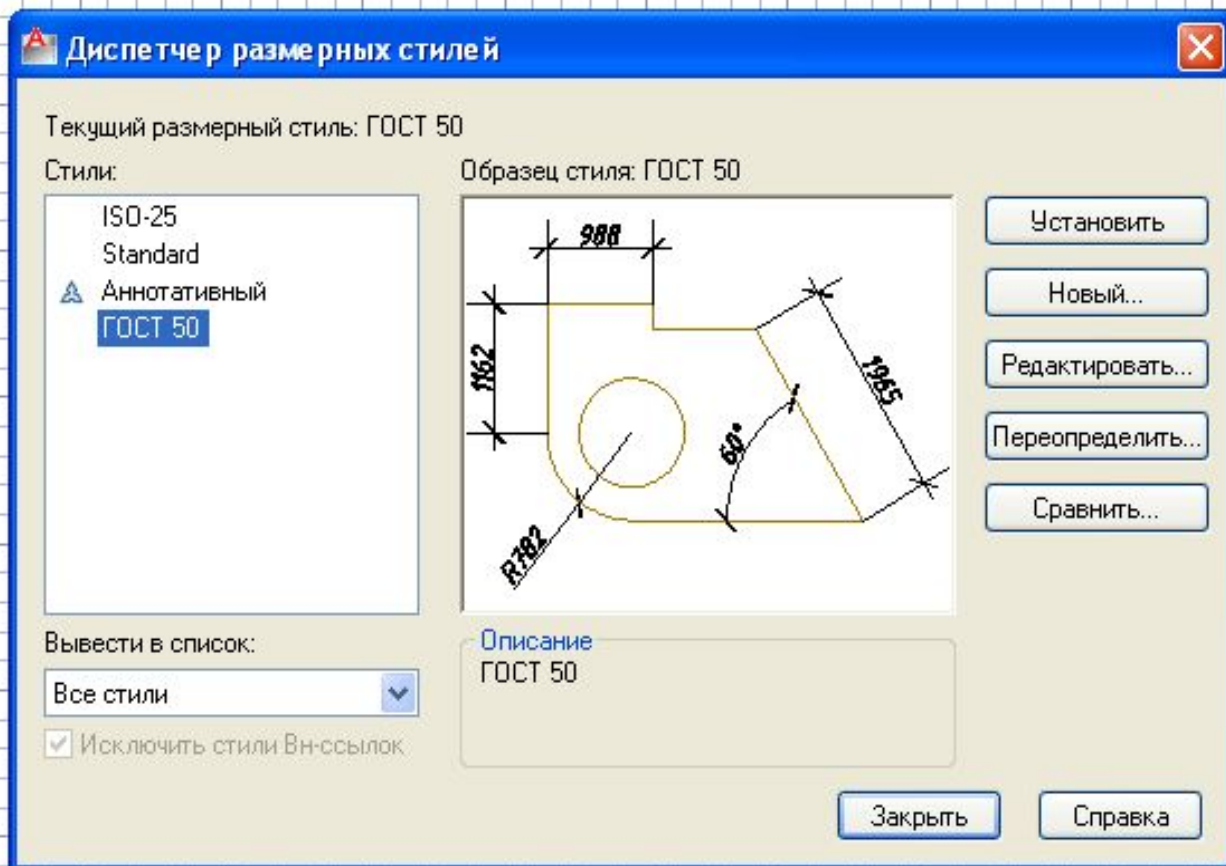 Диспетчер размерных стилей
Текущий размерный стиль: ГОСТ 50
Стили:
ISO-25
Standard
Аннотативный
ГОСТ 50
Вывести в список:
Все стили
Исключить стили Вн-ссылок
Образец стиля: ГОСТ 50
988
1162
1965
60°
R782
Описание
ГОСТ 50
Установить
Новый...
Редактировать...
Переопределить...
Сравнить...
Закрыть
Справка